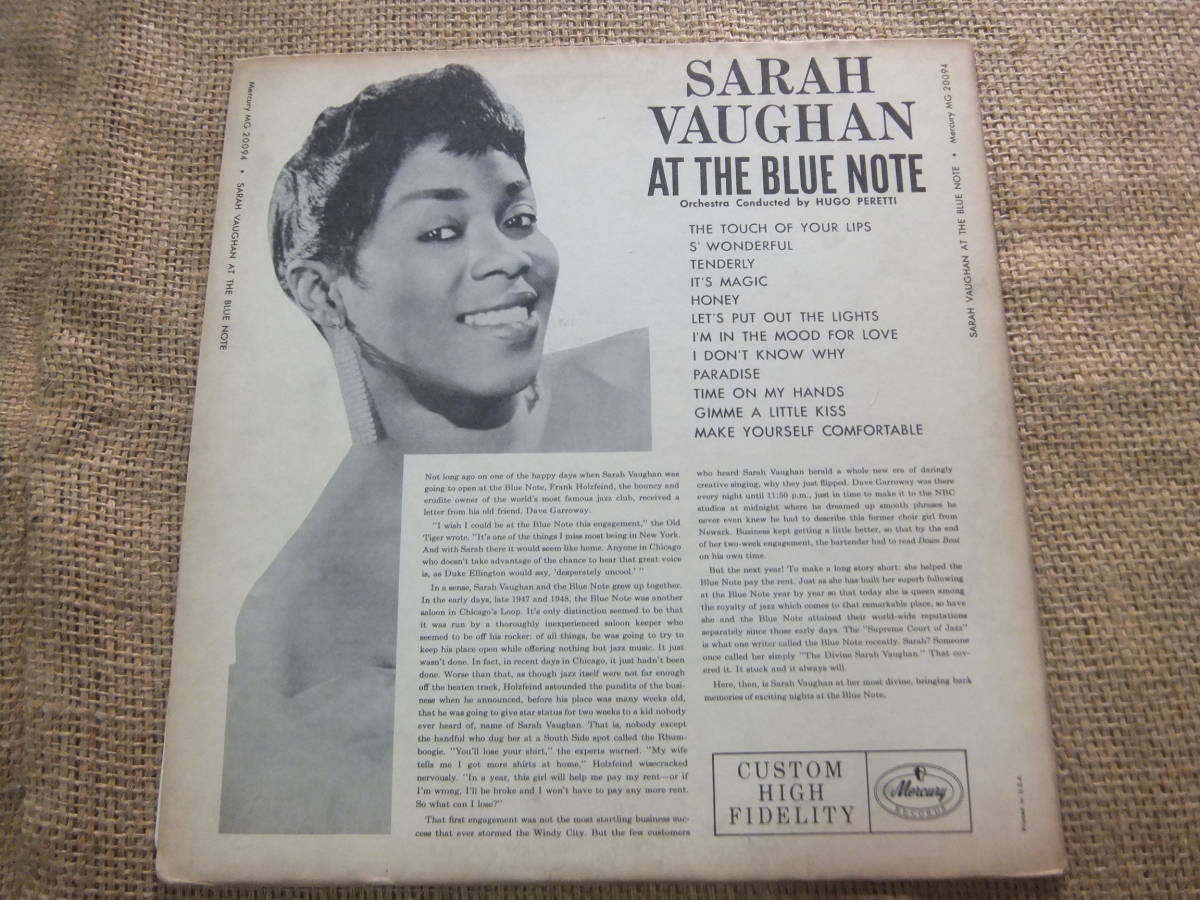 SARAH
VAUGHAN
AT THE BLUE NOTE
Orchestra Conducted by HUGO PERETTI
THE TOUCH OF YOUR LIPS
S' WONDERFUL
TENDERLY
IT'S MAGIC
HONEY
LET'S PUT OUT THE LIGHTS
I'M IN THE MOOD FOR LOVE
I DON'T KNOW WHY
PARADISE
TIME ON MY HANDS
GIMME A LITTLE KISS
MAKE YOURSELF COMFORTABLE
Mercury MG 20094 • SARAH VAUGHAN AT THE BLUE NOTE
SARAH VAUGHAN AT THE BLUE NOTE • Mercury MG 20094
Not long ago on one of the happy days when Sarah Vaughan was
going to open at the Blue Note, Frank Holzfeind, the bouncy and
erudite owner of the world's most famous jazz club, received a
letter from his old friend, Dave Garroway.
"I wish I could be at the Blue Note this engagement," the Old
Tiger wrote. "It's one of the things I miss most being in New York.
And with Sarah there it would seem like home. Anyone in Chicago
who doesn't take advantage of the chance to hear that great voice
is, as Duke Ellington would say, 'desperately uncool.' "
In a sense, Sarah Vaughan and the Blue Note grew up together.
In the early days, late 1947 and 1948, the Blue Note was another
saloon in Chicago's Loop. It's only distinction seemed to be that
it was run by a thoroughly inexperienced saloon keeper who
seemed to be off his rocker: of all things, he was going to try to
keep his place open while offering nothing but jazz music. It just
wasn't done. In fact, in recent days in Chicago, it just hadn't been
done. Worse than that, as though jazz itself were not far enough
off the beaten track, Holzfeind astounded the pundits of the busi-
ness when he announced, before his place was many weeks old,
that he was going to give star status for two weeks to a kid nobody
ever heard of, name of Sarah Vaughan. That is, nobody except
the handful who dug her at a South Side spot called the Rhum-
boogie. "You'll lose your shirt," the experts warned. "My wife
tells me I got more shirts at home," Holzfeind wisecracked
nervously. "In a year, this girl will help me pay my rent—or if
I'm wrong, I'll be broke and I won't have to pay any more rent.
So what can I lose?"
That first engagement was not the most startling business suc-
cess that ever stormed the Windy City. But the few customers
who heard Sarah Vaughan herald a whole new era of daringly
creative singing, why they just flipped. Dave Garroway was there
every night until 11:50 p.m., just in time to make it to the NBC
studios at midnight where he dreamed up smooth phrases he
never even knew he had to describe this former choir girl from
Newark. Business kept getting a little better, so that by the end
of her two-week engagement, the bartender had to read Down Beat
on his own time.
But the next year! To make a long story short: she helped the
Blue Note pay the rent. Just as she has built her superb following
at the Blue Note year by year so that today she is queen among
the royalty of jazz which comes to that remarkable place, so have
she and the Blue Note attained their world-wide reputations
separately since those early days. The "Supreme Court of Jazz"
is what one writer called the Blue Note recently. Sarah? Someone
once called her simply "The Divine Sarah Vaughan." That cov-
ered it. It stuck and it always will.
Here, then, is Sarah Vaughan at her most divine, bringing back
memories of exciting nights at the Blue Note.
CUSTOM
HIGH
FIDELITY
Mercury
RECORDS
Printed in U.S.A.